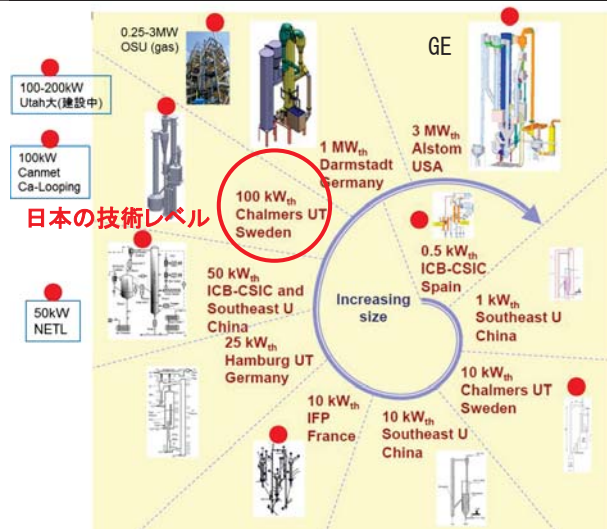 0.25-3MW
OSU (gas)
GE
100-200kW
Utah大(建設中)
100kW
Canmet
Ca-Looping
日本の技術レベル
50kW
NETL
3 MWth
Alstom
USA
1 MWth
Darmstadt
Germany
100 kWth
Chalmers UT
Sweden
50 kWth
ICB-CSIC and
Southeast U
China
25 kWth
Hamburg UT
Germany
10 kWth
IFP
France
10 kWth
Southeast U
China
10 kWth
Chalmers UT
Sweden
1 kWth
Southeast U
China
0.5 kWth
ICB-CSIC
Spain
Increasing
size